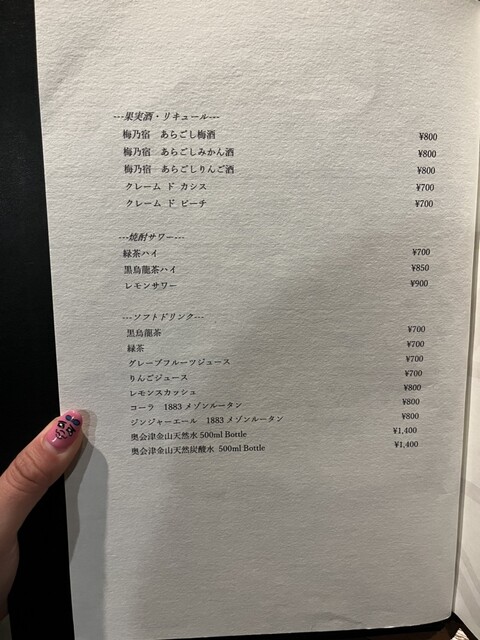 ---果実酒・リキュール---
梅乃宿 あらごし梅酒 ¥800
梅乃宿 あらごしみかん酒 ¥800
梅乃宿 あらごしりんご酒 ¥800
クレーム ド カシス ¥700
クレーム ド ピーチ ¥700
---焼酎サワー---
緑茶ハイ ¥700
黒烏龍茶ハイ ¥850
レモンサワー ¥900
---ソフトドリンク---
黒烏龍茶 ¥700
緑茶 ¥700
グレープフルーツジュース ¥700
りんごジュース ¥700
レモンスカッシュ ¥800
コーラ 1883メゾンルータン ¥800
ジンジャーエール 1883メゾンルータン ¥800
奥会津金山天然水 500ml Bottle ¥1,400
奥会津金山天然炭酸水 500ml Bottle ¥1,400